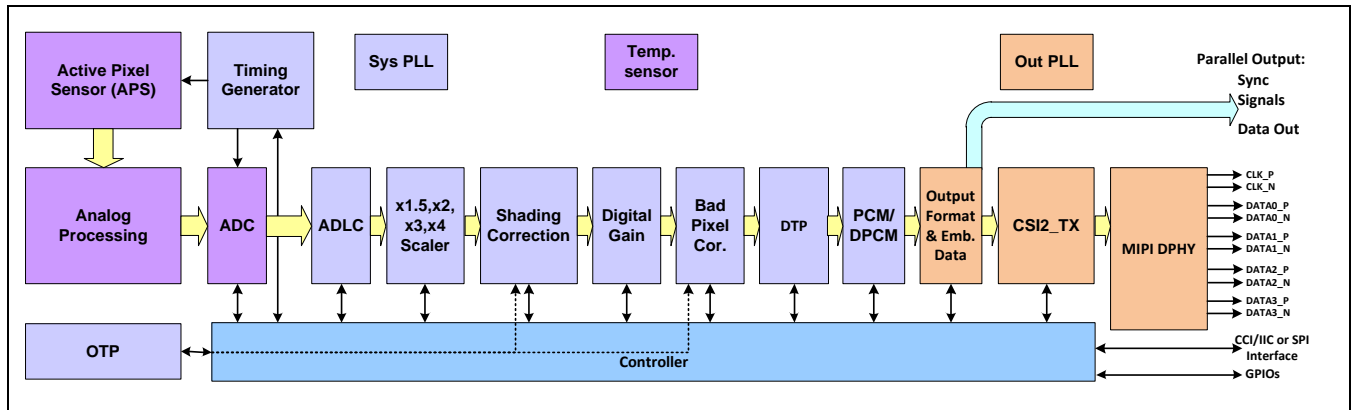 Active Pixel
Sensor (APS)
Timing
Generator
Sys PLL
Temp.
sensor
Out PLL
Parallel Output:
Sync
Signals
Data Out
Analog
Processing
ADC
ADLC
x1.5,x2,
x3,x4
Scaler
Shading
Correction
Digital
Gain
Bad
Pixel
Cor.
DTP
PCM/
DPCM
Output
Format
& Emb.
Data
CSI2_TX
MIPI DPHY
CLK_P
CLK_N
DATA0_P
DATA0_N
DATA1_P
DATA1_N
DATA2_P
DATA2_N
DATA3_P
DATA3_N
OTP
Controller
CCI/IIC or SPI
Interface
GPIOs